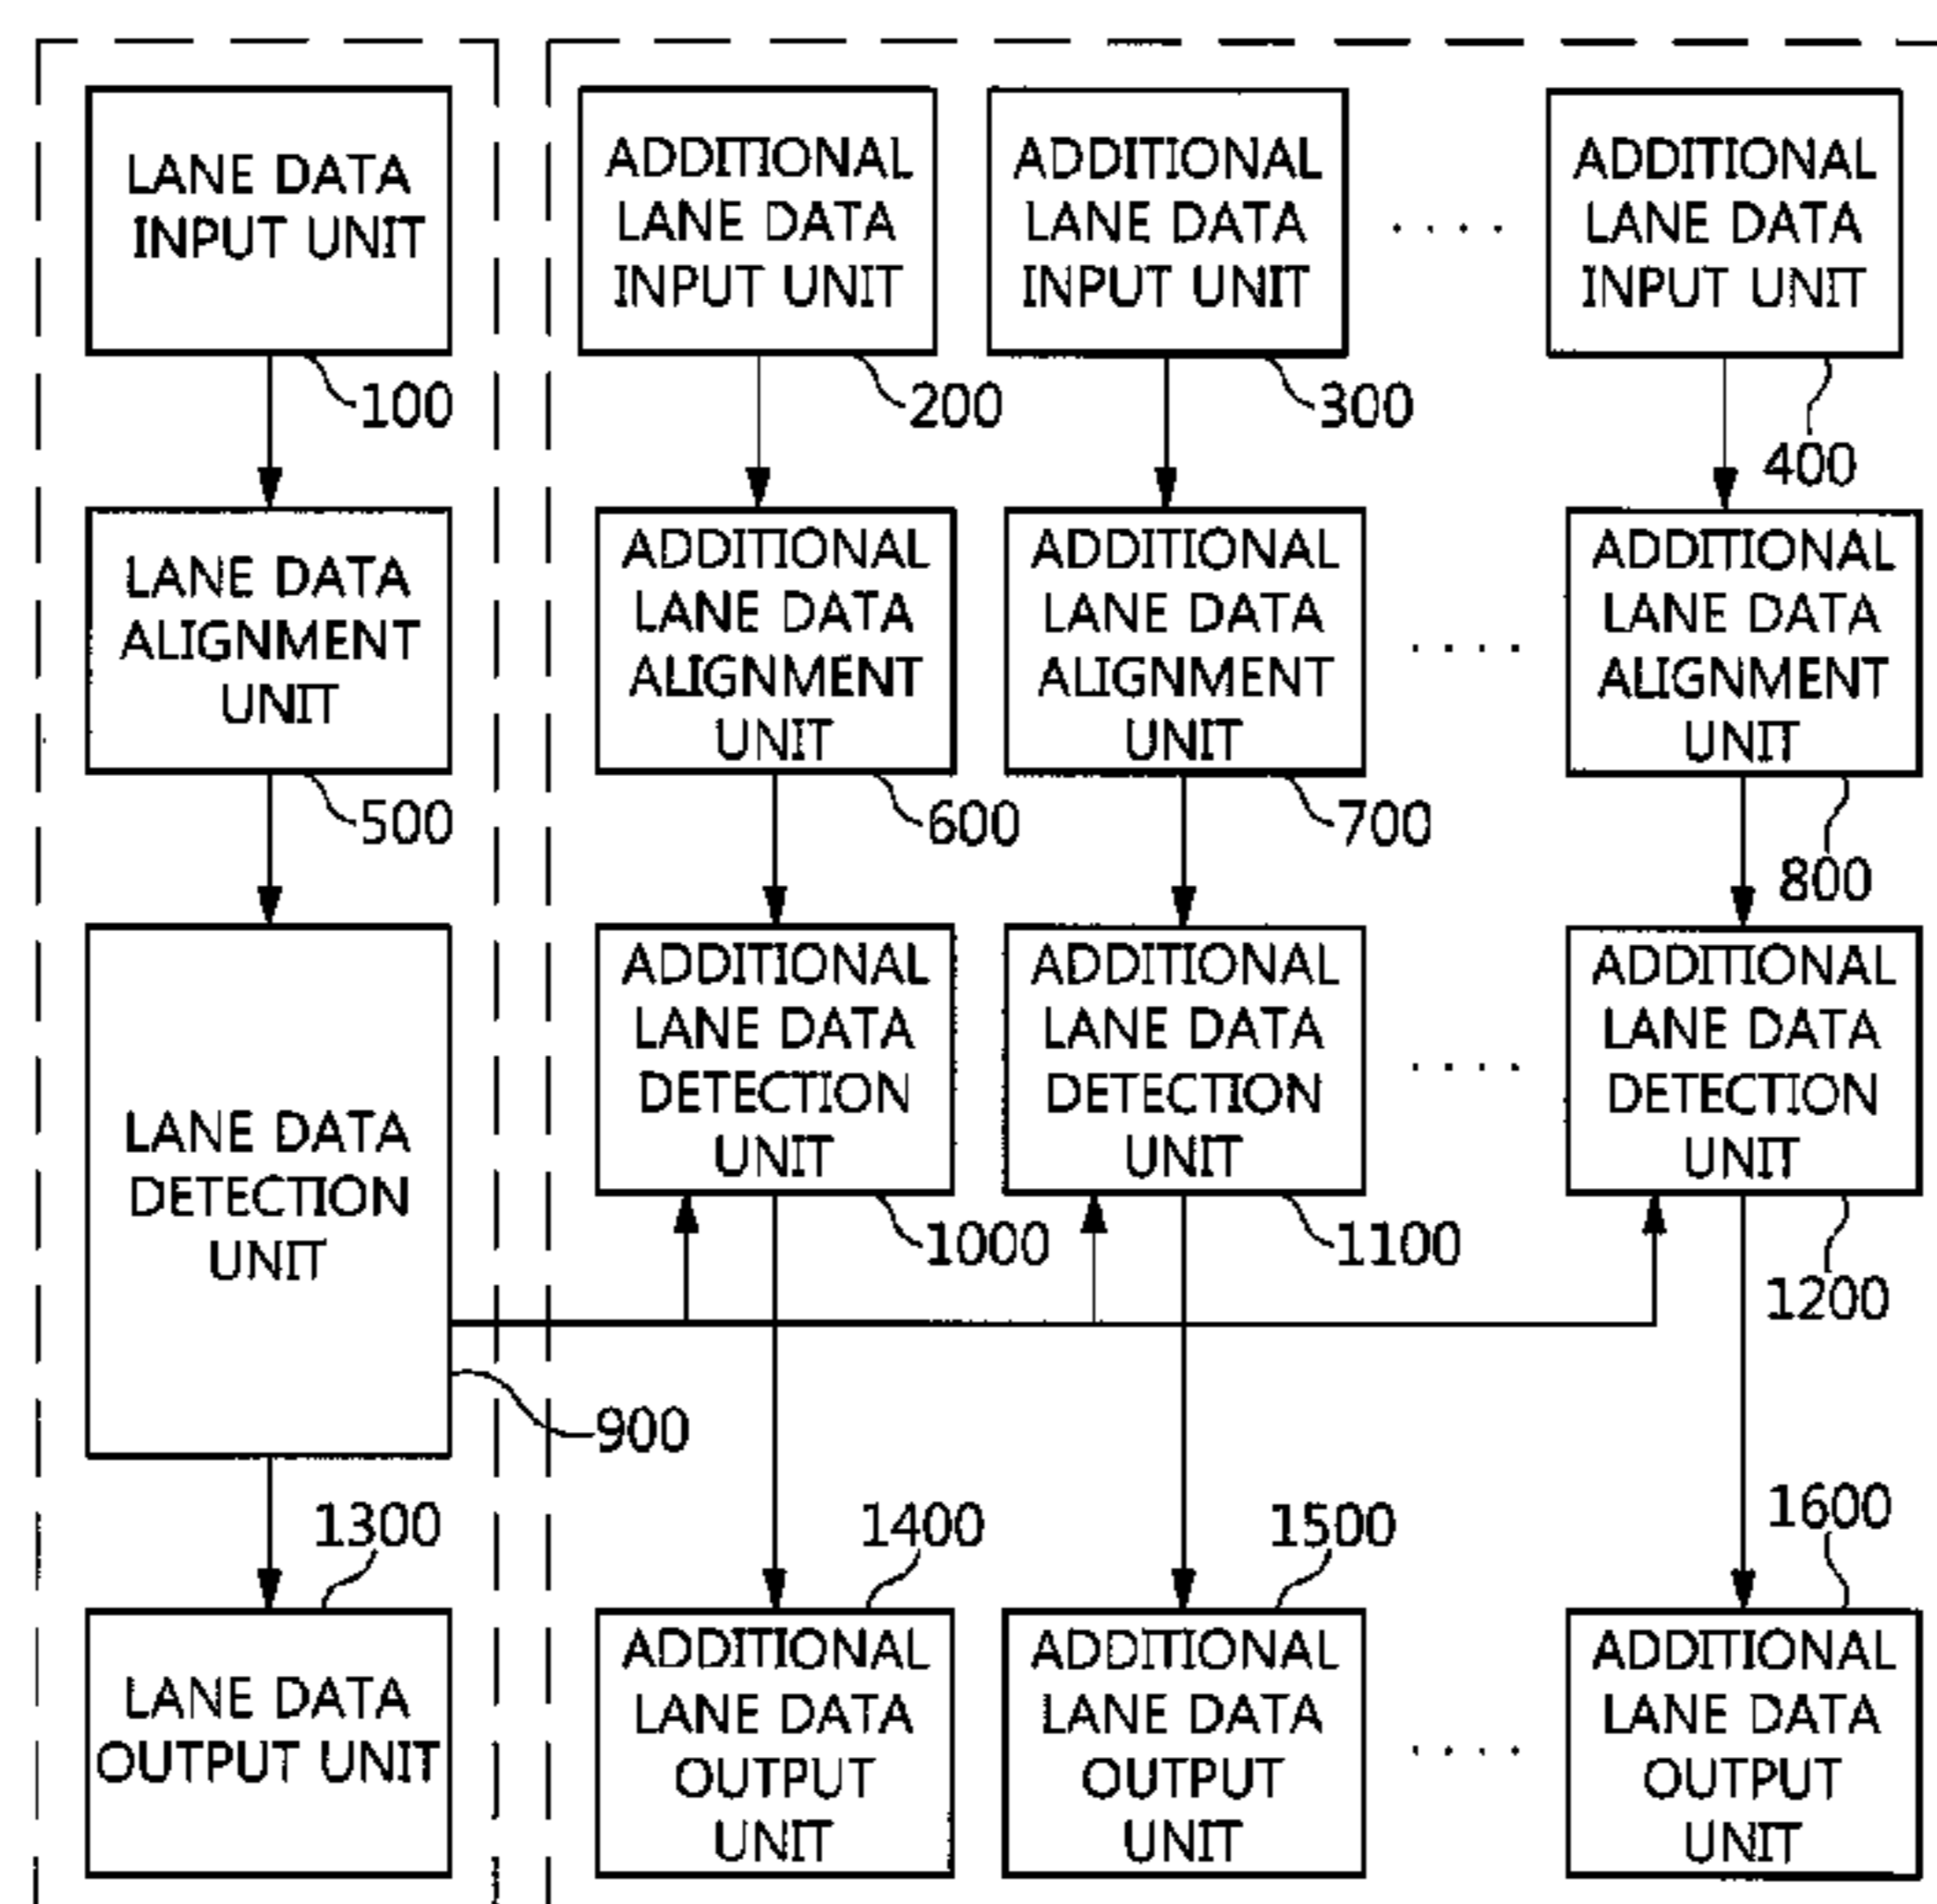 LANE DATA
INPUT UNIT
100
ADDITIONAL
LANE DATA
INPUT UNIT
200
ADDITIONAL
LANE DATA
INPUT UNIT
300
. . . .
ADDITIONAL
LANE DATA
INPUT UNIT
400
LANE DATA
ALIGNMENT
UNIT
500
ADDITIONAL
LANE DATA
ALIGNMENT
UNIT
600
ADDITIONAL
LANE DATA
ALIGNMENT
UNIT
700
. . . .
ADDITIONAL
LANE DATA
ALIGNMENT
UNIT
800
LANE DATA
DETECTION
UNIT
900
ADDITIONAL
LANE DATA
DETECTION
UNIT
1000
ADDITIONAL
LANE DATA
DETECTION
UNIT
1100
. . . .
ADDITIONAL
LANE DATA
DETECTION
UNIT
1200
1300
LANE DATA
OUTPUT UNIT
1400
ADDITIONAL
LANE DATA
OUTPUT
UNIT
1500
ADDITIONAL
LANE DATA
OUTPUT
UNIT
. . . .
1600
ADDITIONAL
LANE DATA
OUTPUT
UNIT